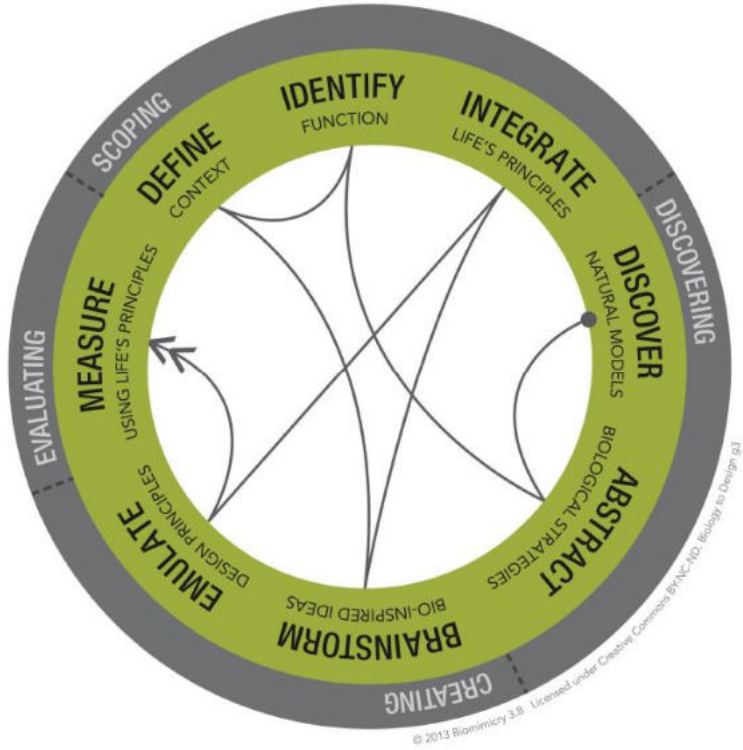 SCOPING
DEFINE
CONTEXT
IDENTIFY
FUNCTION
INTEGRATE
LIFE'S PRINCIPLES
DISCOVERING
DISCOVER
NATURAL MODELS
ABSTRACT
BIOLOGICAL STRATEGIES
CREATING
BRAINSTORM
BIO-INSPIRED IDEAS
EMULATE
DESIGN PRINCIPLES
EVALUATING
MEASURE
USING LIFE'S PRINCIPLES
© 2013 Biomimicry 3.8 Licensed under Creative Commons BY-NC-ND. Biology to Design g3